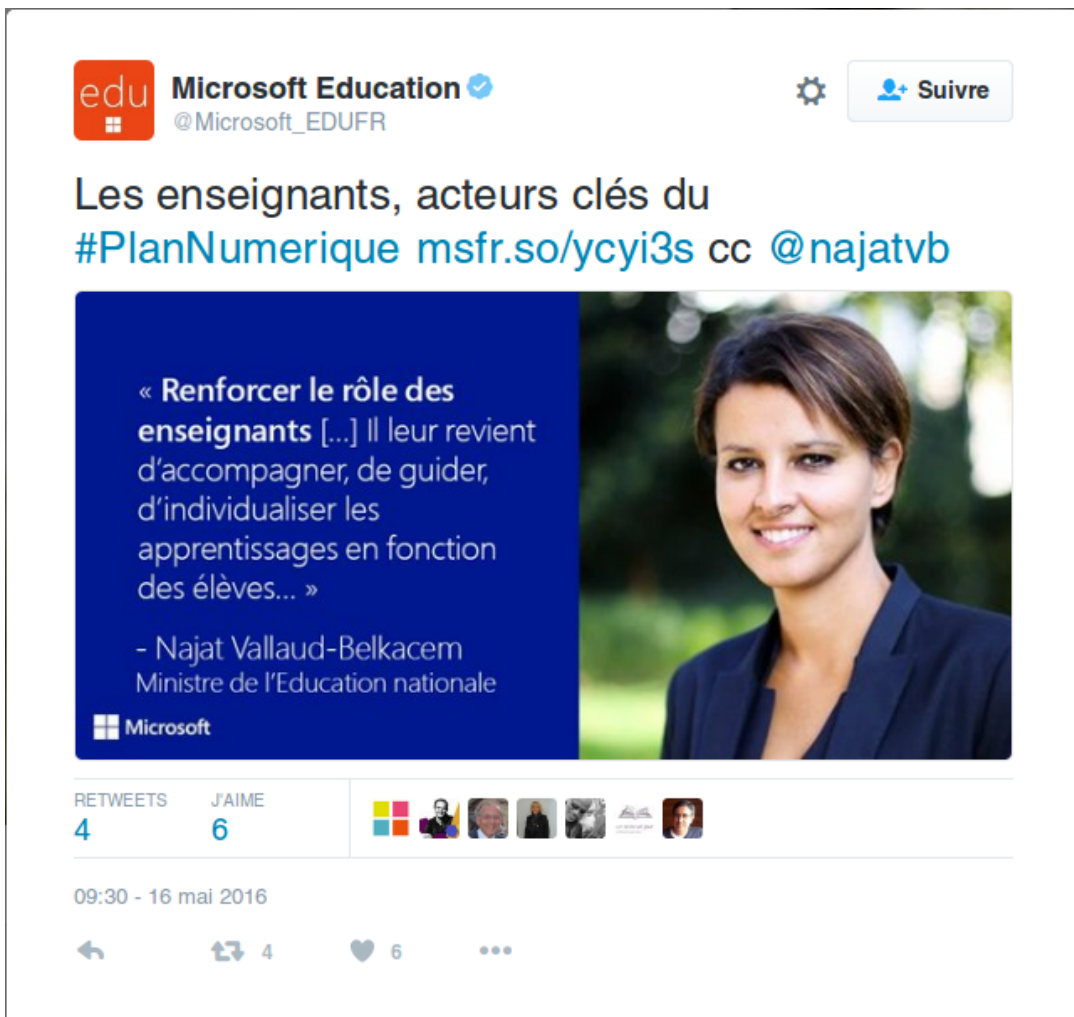 edu
Microsoft Education
@Microsoft_EDUFR
Suivre
Les enseignants, acteurs clés du
#PlanNumerique msfr.so/ycyi3s cc @najatvb
« Renforcer le rôle des
enseignants [...] Il leur revient
d'accompagner, de guider,
d'individualiser les
apprentissages en fonction
des élèves... »
- Najat Vallaud-Belkacem
Ministre de l'Education nationale
Microsoft
RETWEETS
4
J'AIME
6
09:30 - 16 mai 2016
4
6